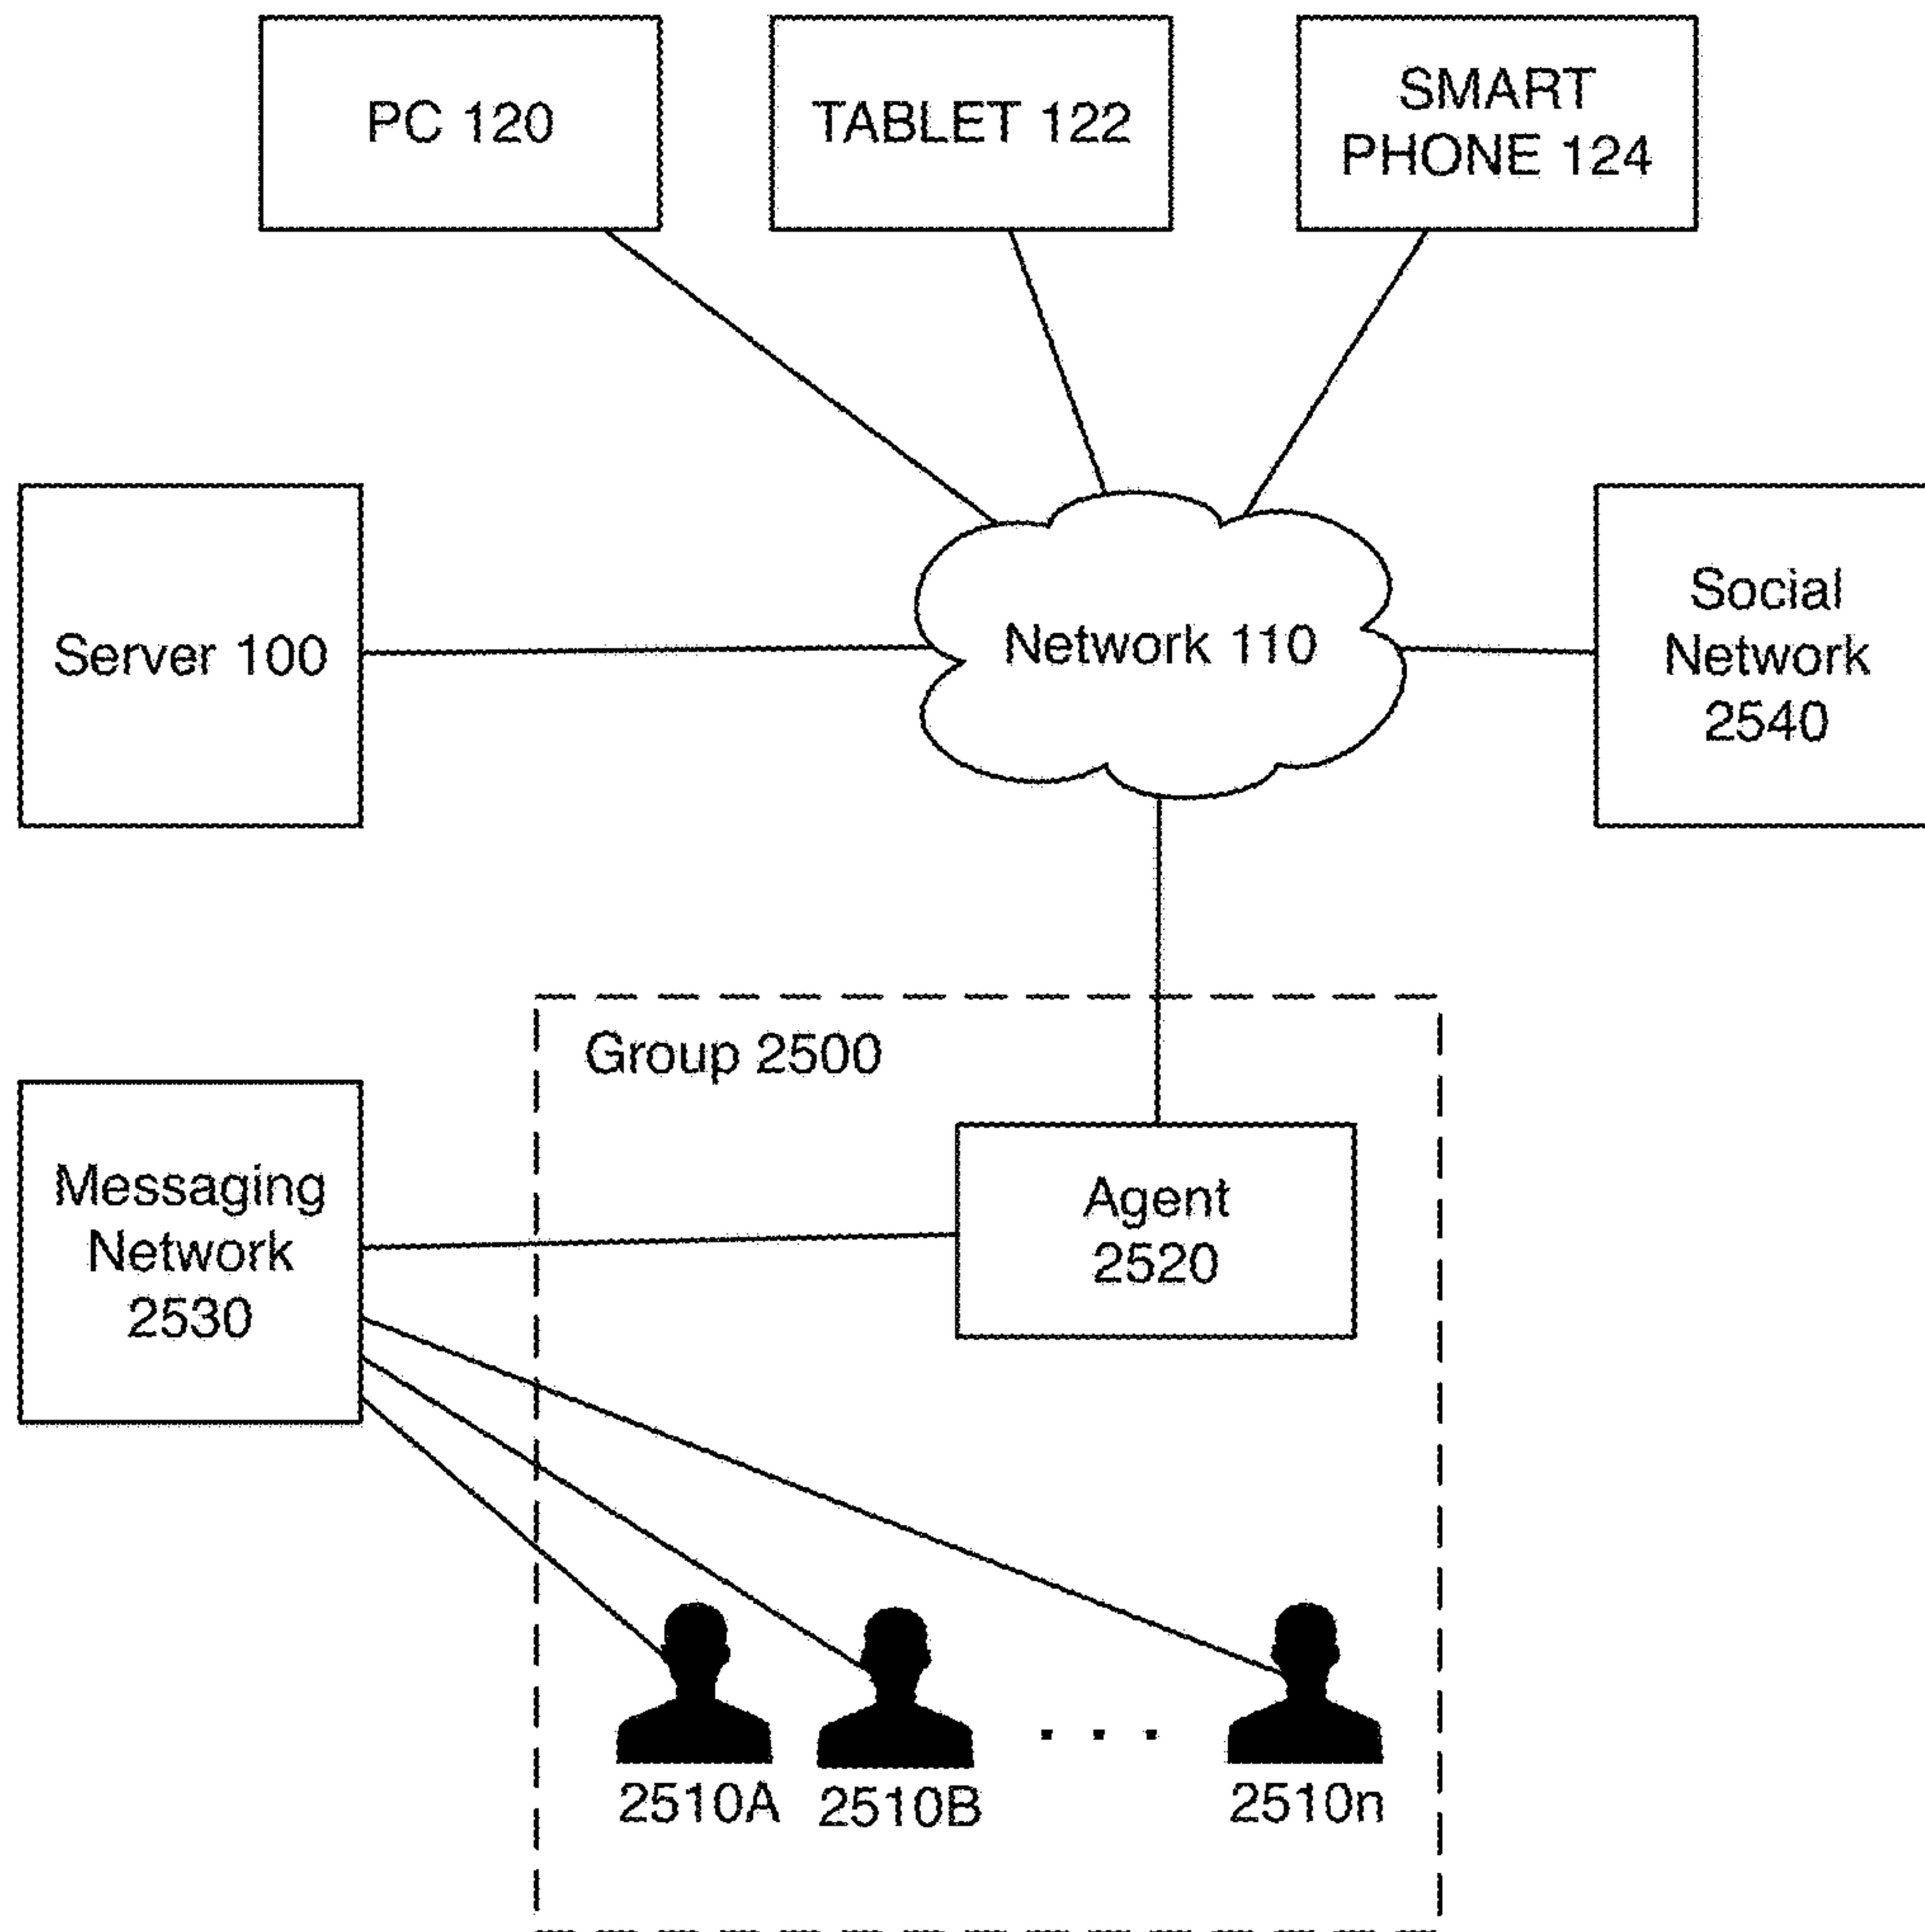 PC 120
TABLET 122
SMART
PHONE 124
Server 100
Network 110
Social
Network
2540
Group 2500
Messaging
Network
2530
Agent
2520
. . .
2510A
2510B
2510n